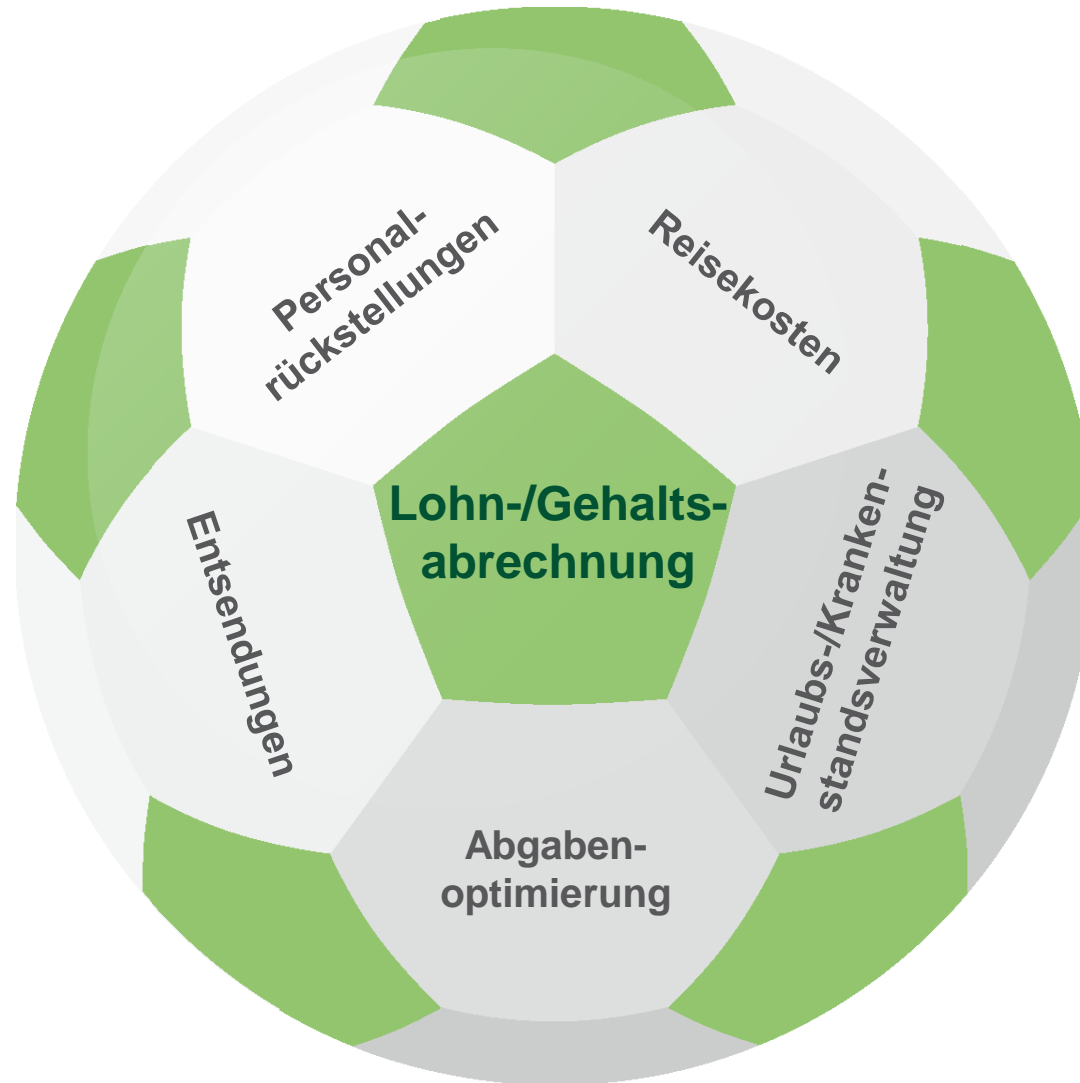 Personal-
rückstellungen
Reisekosten
Lohn-/Gehalts-
abrechnung
Entsendungen
Urlaubs-/Kranken-
standsverwaltung
Abgaben-
optimierung